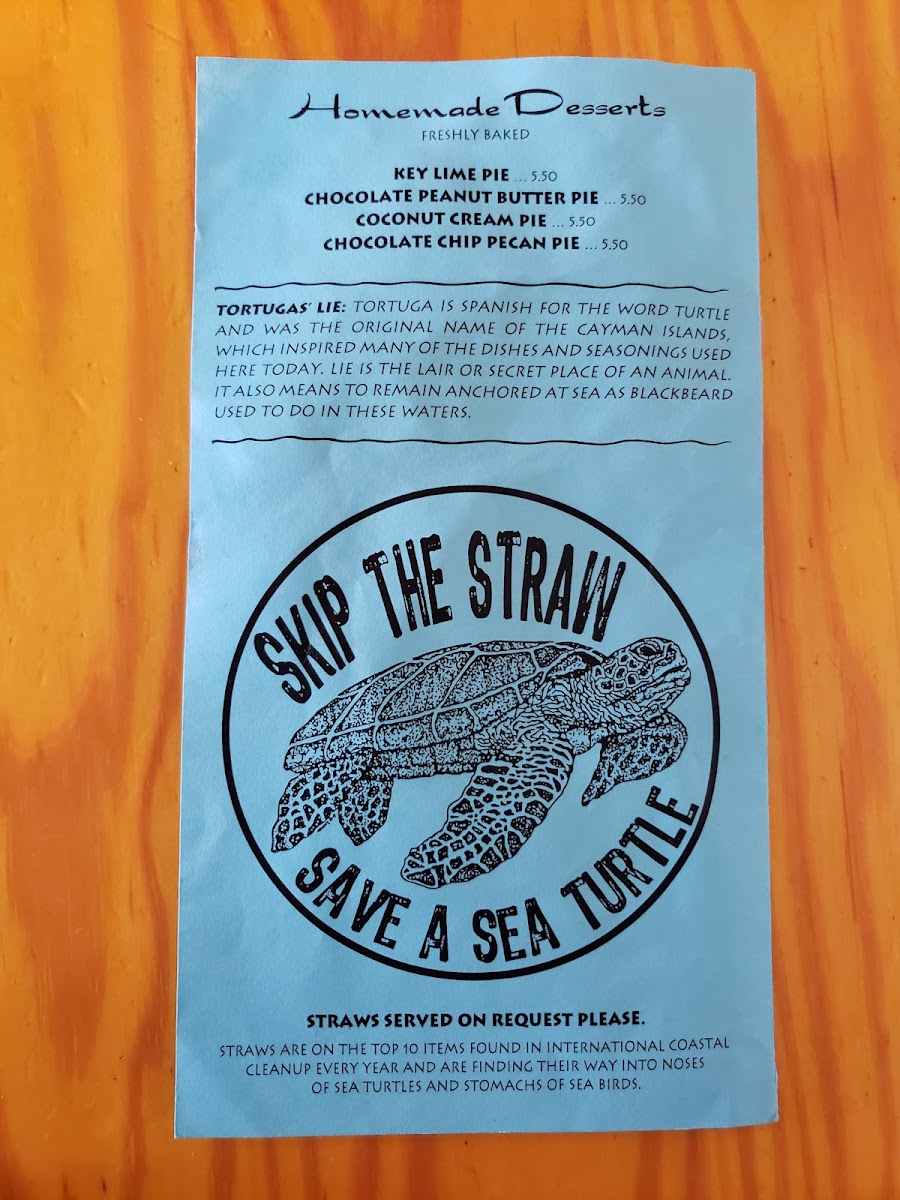 Homemade Desserts
FRESHLY BAKED
KEY LIME PIE ... 5.50
CHOCOLATE PEANUT BUTTER PIE ... 5.50
COCONUT CREAM PIE ... 5.50
CHOCOLATE CHIP PECAN PIE ... 5.50
TORTUGAS' LIE: TORTUGA IS SPANISH FOR THE WORD TURTLE
AND WAS THE ORIGINAL NAME OF THE CAYMAN ISLANDS,
WHICH INSPIRED MANY OF THE DISHES AND SEASONINGS USED
HERE TODAY. LIE IS THE LAIR OR SECRET PLACE OF AN ANIMAL.
IT ALSO MEANS TO REMAIN ANCHORED AT SEA AS BLACKBEARD
USED TO DO IN THESE WATERS.
SKIP THE STRAW
SAVE A SEA TURTLE
STRAWS SERVED ON REQUEST PLEASE.
STRAWS ARE ON THE TOP 10 ITEMS FOUND IN INTERNATIONAL COASTAL
CLEANUP EVERY YEAR AND ARE FINDING THEIR WAY INTO NOSES
OF SEA TURTLES AND STOMACHS OF SEA BIRDS.